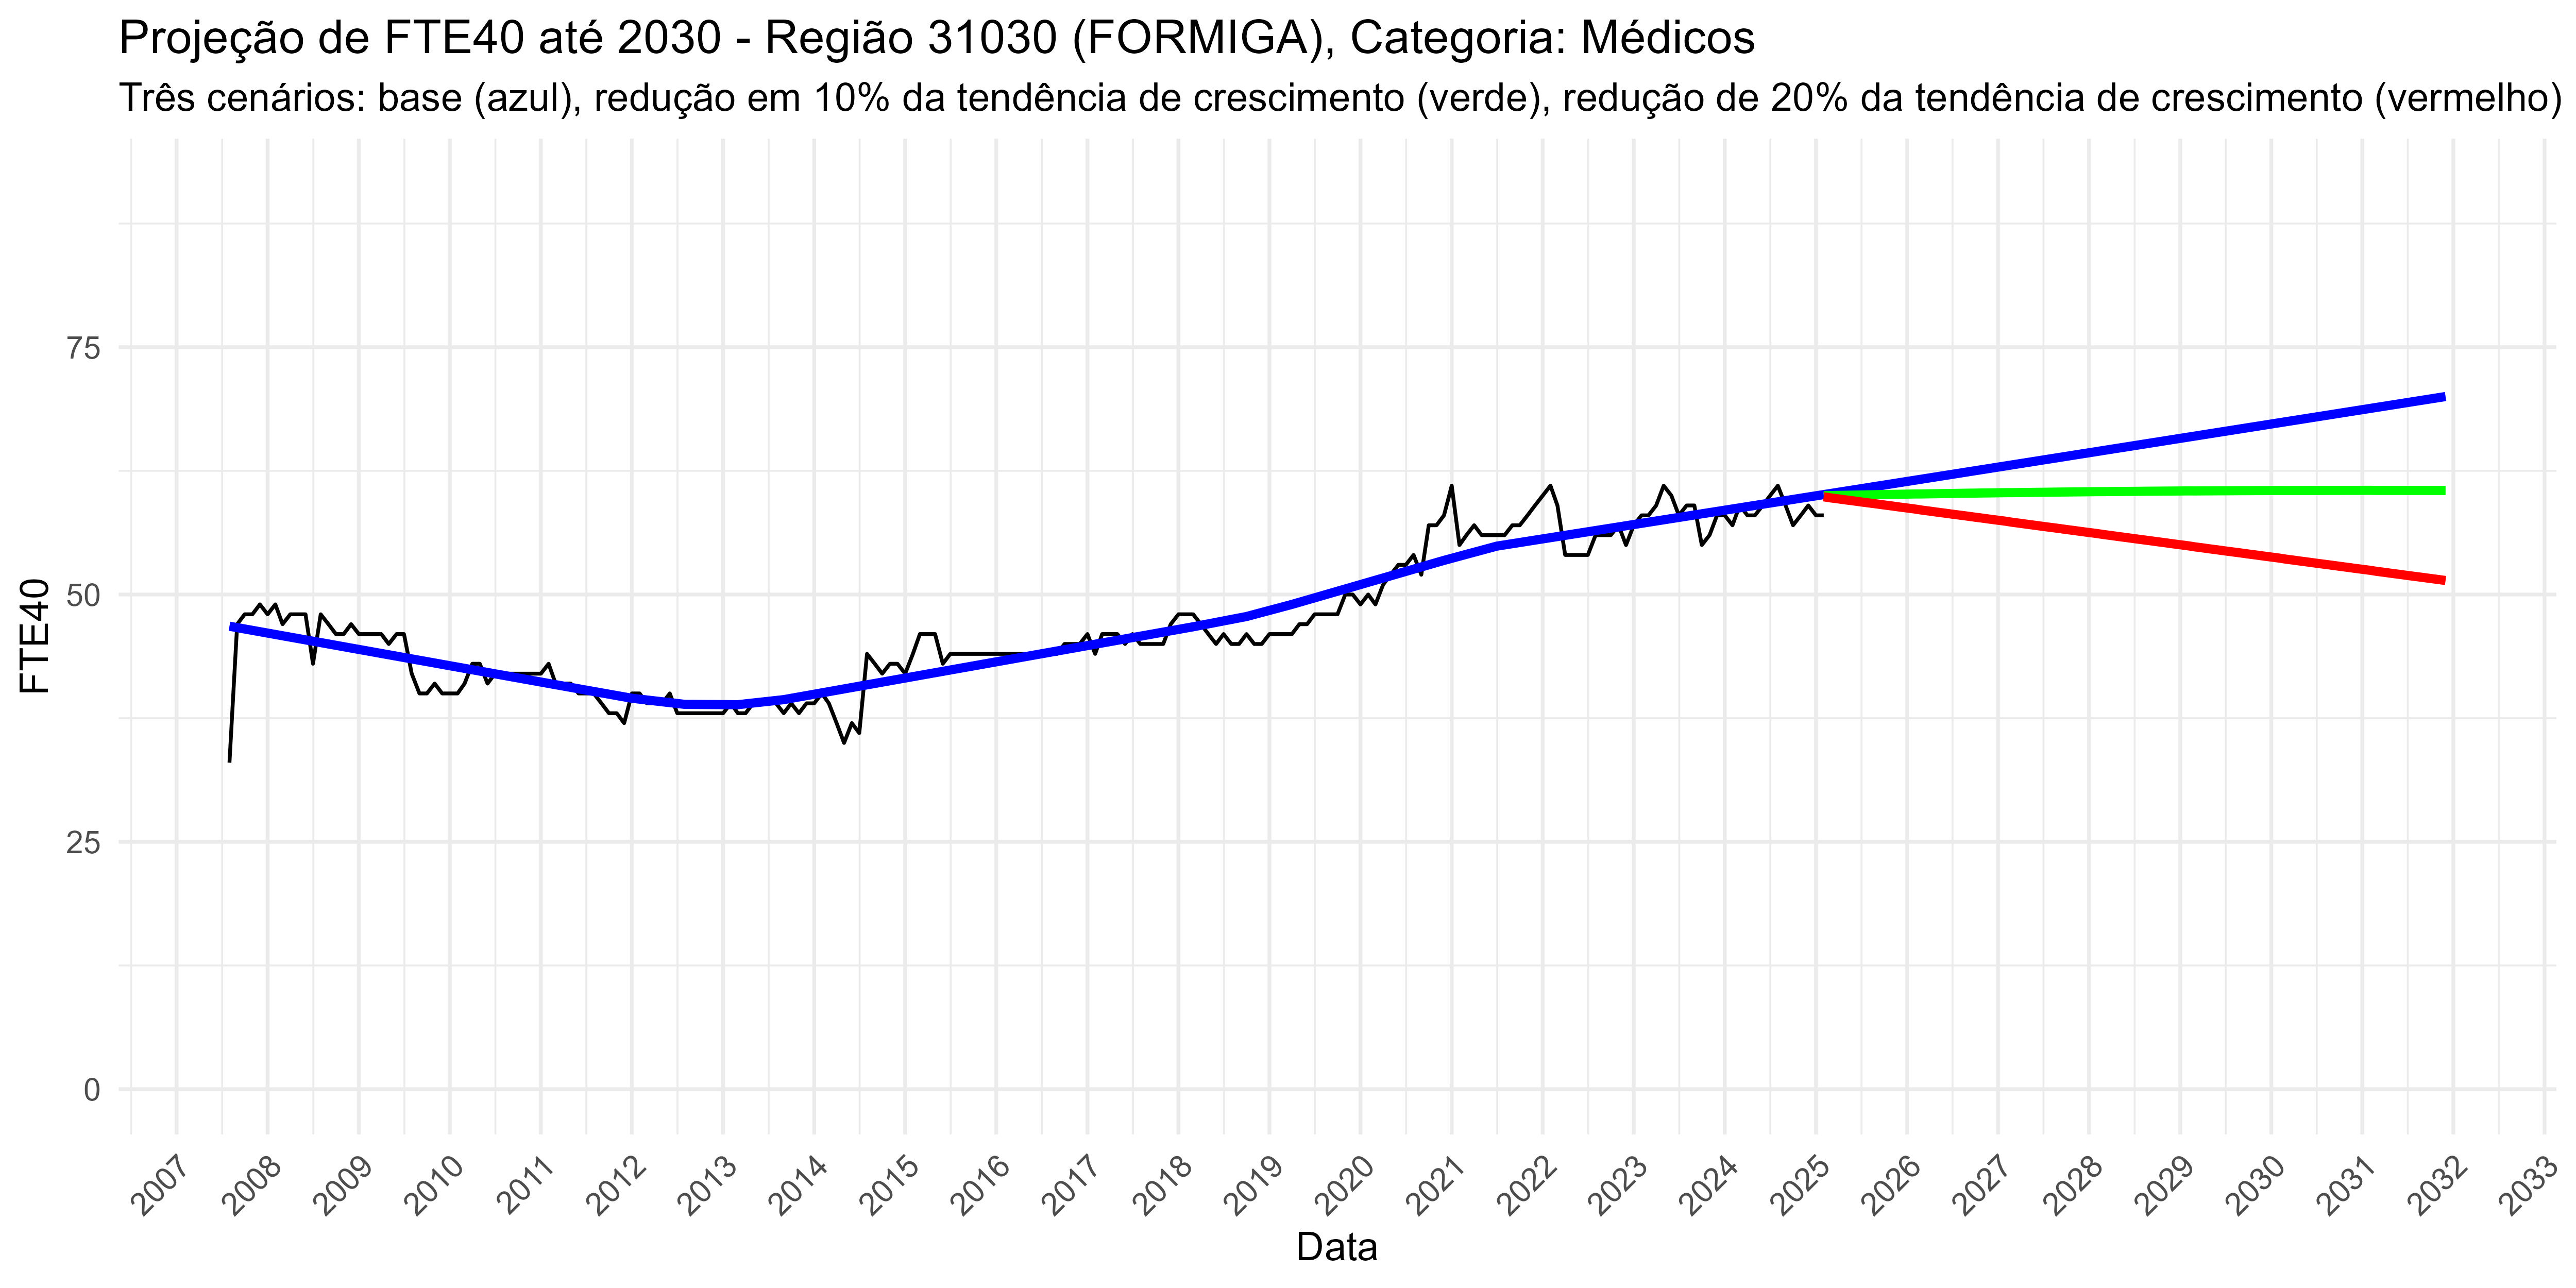 Projeção de FTE40 até 2030 - Região 31030 (FORMIGA), Categoria: Médicos
Três cenários: base (azul), redução em 10% da tendência de crescimento (verde), redução de 20% da tendência de crescimento (vermelho)
FTE40
75
50
25
0
2007 2008 2009 2010 2011 2012 2013 2014 2015 2016 2017 2018 2019 2020 2021 2022 2023 2024 2025 2026 2027 2028 2029 2030 2031 2032 2033
Data